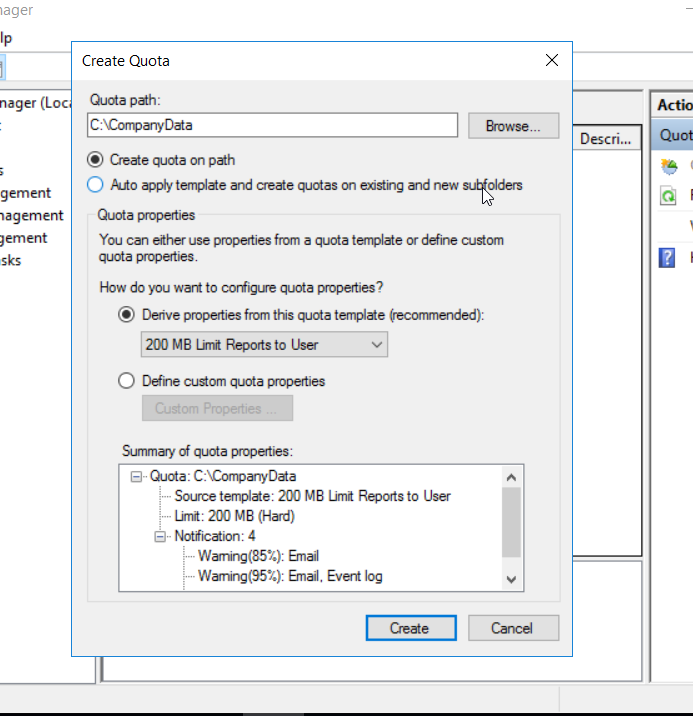 nager
lp
Create Quota
nager (Loca
Quota path:
C:\CompanyData
Browse...
Create quota on path
Auto apply template and create quotas on existing and new subfolders
gement
nagement
gement
sks
Quota properties
You can either use properties from a quota template or define custom
quota properties.
How do you want to configure quota properties?
Derive properties from this quota template (recommended):
200 MB Limit Reports to User
Define custom quota properties
Custom Properties ...
Summary of quota properties:
Quota: C:\CompanyData
Source template: 200 MB Limit Reports to User
Limit: 200 MB (Hard)
Notification: 4
Warning(85%): Email
Warning(95%): Email, Event log
Create
Cancel
Descri...
Actio
Quot